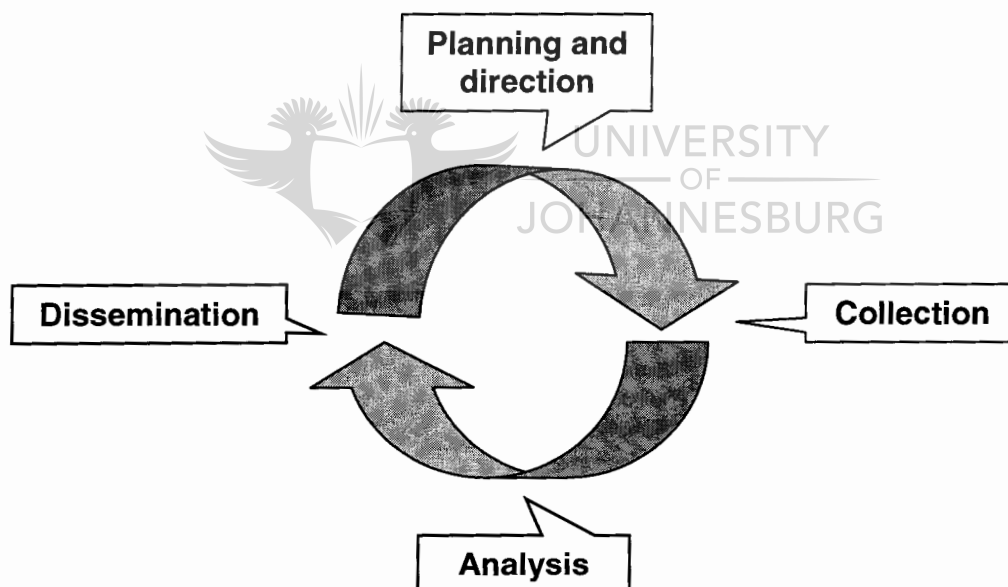 Planning and
direction
UNIVERSITY
OF
JOHANNESBURG
Dissemination
Collection
Analysis